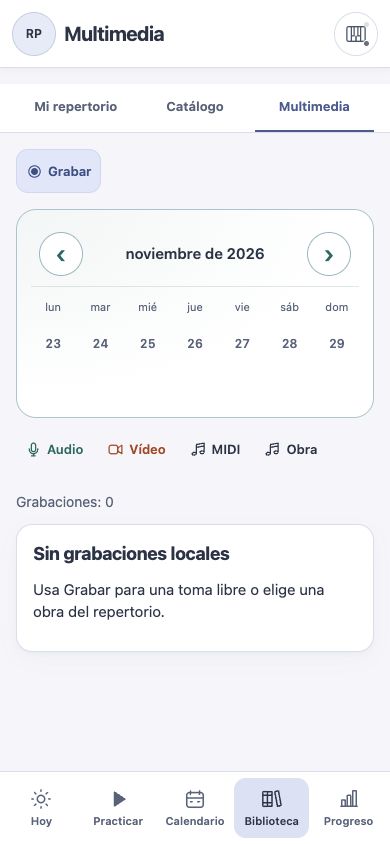 RP Multimedia
Mi repertorio Catálogo Multimedia
Grabar
noviembre de 2026
lun mar mié jue vie sáb dom
23 24 25 26 27 28 29
Audio Vídeo MIDI Obra
Grabaciones: 0
Sin grabaciones locales
Usa Grabar para una toma libre o elige una
obra del repertorio.
Hoy Practicar Calendario Biblioteca Progreso